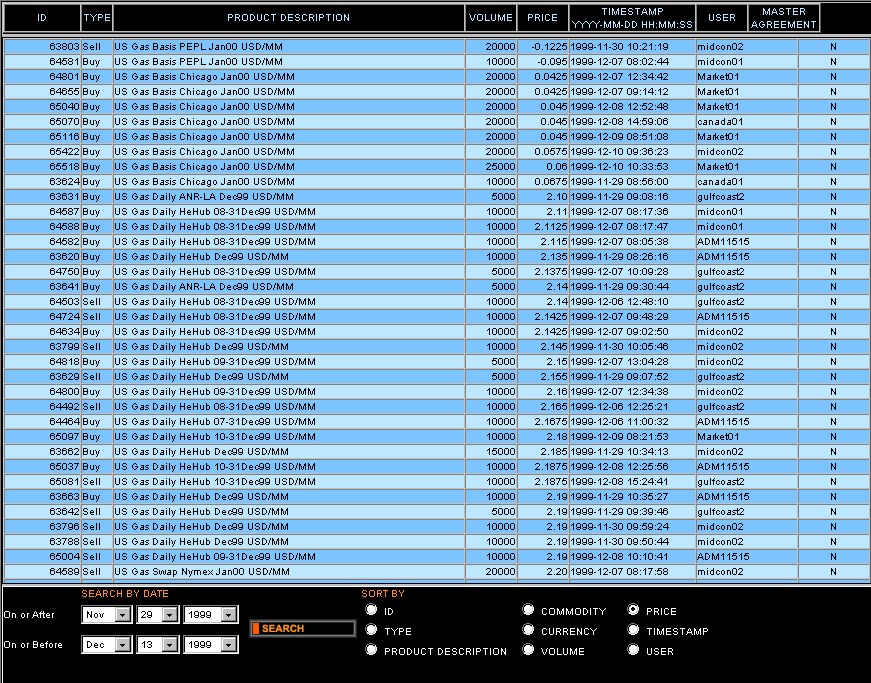 ID TYPE PRODUCT DESCRIPTION VOLUME PRICE TIMESTAMP YYYY-MM-DD HH:MM:SS USER MASTER AGREEMENT
63803 Sell US Gas Basis PEPL Jan00 USD/MM 20000 -0.1225 1999-11-30 10:21:19 midcon02 N
64581 Buy US Gas Basis PEPL Jan00 USD/MM 10000 -0.095 1999-12-07 08:02:44 midcon01 N
64801 Buy US Gas Basis Chicago Jan00 USD/MM 20000 0.0425 1999-12-07 12:34:42 Market01 N
64655 Buy US Gas Basis Chicago Jan00 USD/MM 20000 0.0425 1999-12-07 09:14:12 Market01 N
65040 Buy US Gas Basis Chicago Jan00 USD/MM 20000 0.045 1999-12-08 12:52:48 Market01 N
65070 Buy US Gas Basis Chicago Jan00 USD/MM 20000 0.045 1999-12-08 14:59:06 canada01 N
65116 Buy US Gas Basis Chicago Jan00 USD/MM 20000 0.045 1999-12-09 08:51:08 Market01 N
65422 Buy US Gas Basis Chicago Jan00 USD/MM 20000 0.0575 1999-12-10 09:36:23 midcon02 N
65518 Buy US Gas Basis Chicago Jan00 USD/MM 25000 0.06 1999-12-10 10:33:53 Market01 N
63624 Buy US Gas Basis Chicago Jan00 USD/MM 10000 0.0675 1999-11-29 08:56:00 canada01 N
63631 Buy US Gas Daily ANR-LA Dec99 USD/MM 5000 2.10 1999-11-29 09:08:16 gulfcoast2 N
64587 Buy US Gas Daily HeHub 08-31Dec99 USD/MM 10000 2.11 1999-12-07 08:17:36 midcon01 N
64588 Buy US Gas Daily HeHub 08-31Dec99 USD/MM 10000 2.1125 1999-12-07 08:17:47 midcon01 N
64582 Buy US Gas Daily HeHub 08-31Dec99 USD/MM 10000 2.115 1999-12-07 08:05:38 ADM11515 N
63620 Buy US Gas Daily HeHub Dec99 USD/MM 10000 2.135 1999-11-29 08:26:16 ADM11515 N
64750 Buy US Gas Daily HeHub 08-31Dec99 USD/MM 5000 2.1375 1999-12-07 10:09:28 gulfcoast2 N
63641 Buy US Gas Daily ANR-LA Dec99 USD/MM 5000 2.14 1999-11-29 09:30:44 gulfcoast2 N
64503 Sell US Gas Daily HeHub 08-31Dec99 USD/MM 10000 2.14 1999-12-06 12:48:10 gulfcoast2 N
64724 Sell US Gas Daily HeHub 08-31Dec99 USD/MM 10000 2.1425 1999-12-07 09:48:29 ADM11515 N
64634 Buy US Gas Daily HeHub 08-31Dec99 USD/MM 10000 2.1425 1999-12-07 09:02:50 midcon02 N
63799 Sell US Gas Daily HeHub Dec99 USD/MM 10000 2.145 1999-11-30 10:05:46 midcon02 N
64818 Buy US Gas Daily HeHub 09-31Dec99 USD/MM 5000 2.15 1999-12-07 13:04:28 midcon02 N
63629 Sell US Gas Daily HeHub Dec99 USD/MM 5000 2.155 1999-11-29 09:07:52 gulfcoast2 N
64800 Buy US Gas Daily HeHub 09-31Dec99 USD/MM 10000 2.16 1999-12-07 12:34:38 midcon02 N
64492 Sell US Gas Daily HeHub 08-31Dec99 USD/MM 10000 2.165 1999-12-06 12:25:21 gulfcoast2 N
64464 Buy US Gas Daily HeHub 07-31Dec99 USD/MM 10000 2.1675 1999-12-06 11:00:32 ADM11515 N
65097 Buy US Gas Daily HeHub 10-31Dec99 USD/MM 10000 2.18 1999-12-09 08:21:53 Market01 N
63662 Buy US Gas Daily HeHub Dec99 USD/MM 15000 2.185 1999-11-29 10:34:13 midcon02 N
65037 Buy US Gas Daily HeHub 10-31Dec99 USD/MM 10000 2.1875 1999-12-08 12:25:56 ADM11515 N
65081 Sell US Gas Daily HeHub 10-31Dec99 USD/MM 10000 2.1875 1999-12-08 15:24:41 gulfcoast2 N
63663 Buy US Gas Daily HeHub Dec99 USD/MM 10000 2.19 1999-11-29 10:35:27 ADM11515 N
63642 Sell US Gas Daily HeHub Dec99 USD/MM 5000 2.19 1999-11-29 09:39:46 gulfcoast2 N
63796 Sell US Gas Daily HeHub Dec99 USD/MM 10000 2.19 1999-11-30 09:59:24 midcon02 N
63788 Sell US Gas Daily HeHub Dec99 USD/MM 10000 2.19 1999-11-30 09:50:44 midcon02 N
65004 Buy US Gas Daily HeHub 09-31Dec99 USD/MM 10000 2.19 1999-12-08 10:10:41 ADM11515 N
64589 Sell US Gas Swap Nymex Jan00 USD/MM 20000 2.20 1999-12-07 08:17:58 midcon02 N
SEARCH BY DATE SORT BY
On or After Nov 29 1999 ID COMMODITY PRICE
SEARCH TYPE CURRENCY TIMESTAMP
On or Before Dec 13 1999 PRODUCT DESCRIPTION VOLUME USER